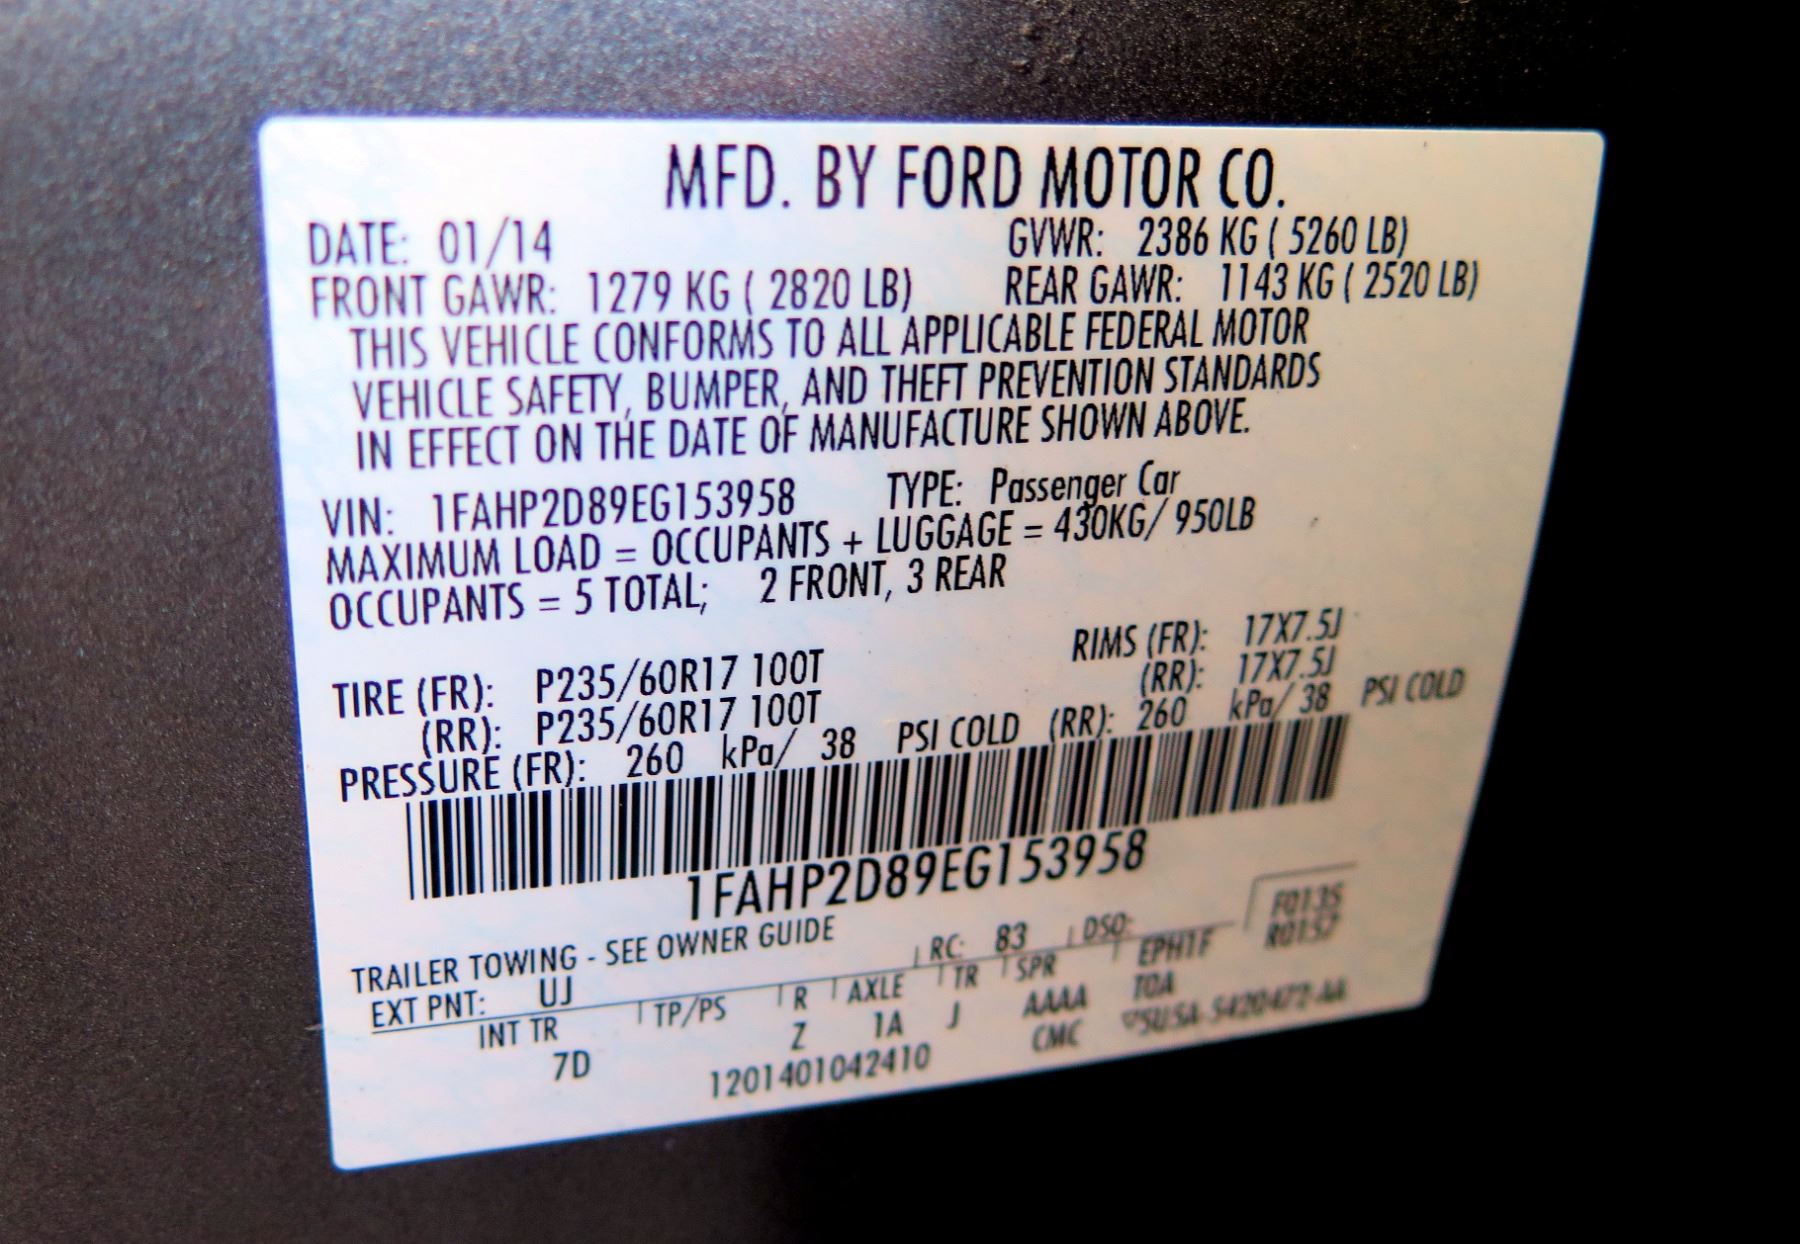 MFD. BY FORD MOTOR CO.
DATE: 01/14 GVWR: 2386 KG ( 5260 LB)
FRONT GAWR: 1279 KG ( 2820 LB) REAR GAWR: 1143 KG ( 2520 LB)
THIS VEHICLE CONFORMS TO ALL APPLICABLE FEDERAL MOTOR
VEHICLE SAFETY, BUMPER, AND THEFT PREVENTION STANDARDS
IN EFFECT ON THE DATE OF MANUFACTURE SHOWN ABOVE.
VIN: 1FAHP2D89EG153958 TYPE: Passenger Car
MAXIMUM LOAD = OCCUPANTS + LUGGAGE = 430KG/ 950LB
OCCUPANTS = 5 TOTAL; 2 FRONT, 3 REAR
TIRE (FR): P235/60R17 100T RIMS (FR): 17X7.5J
(RR): P235/60R17 100T (RR): 17X7.5J
PRESSURE (FR): 260 kPa/ 38 PSI COLD (RR): 260 kPa/ 38 PSI COLD
1FAHP2D89EG153958
TRAILER TOWING - SEE OWNER GUIDE F0135
EXT PNT: UJ RC: 83 DSO: R0157
INT TR TP/PS R AXLE TR SPR EPH1F
7D Z 1A J AAAA TOA
1201401042410 CMC